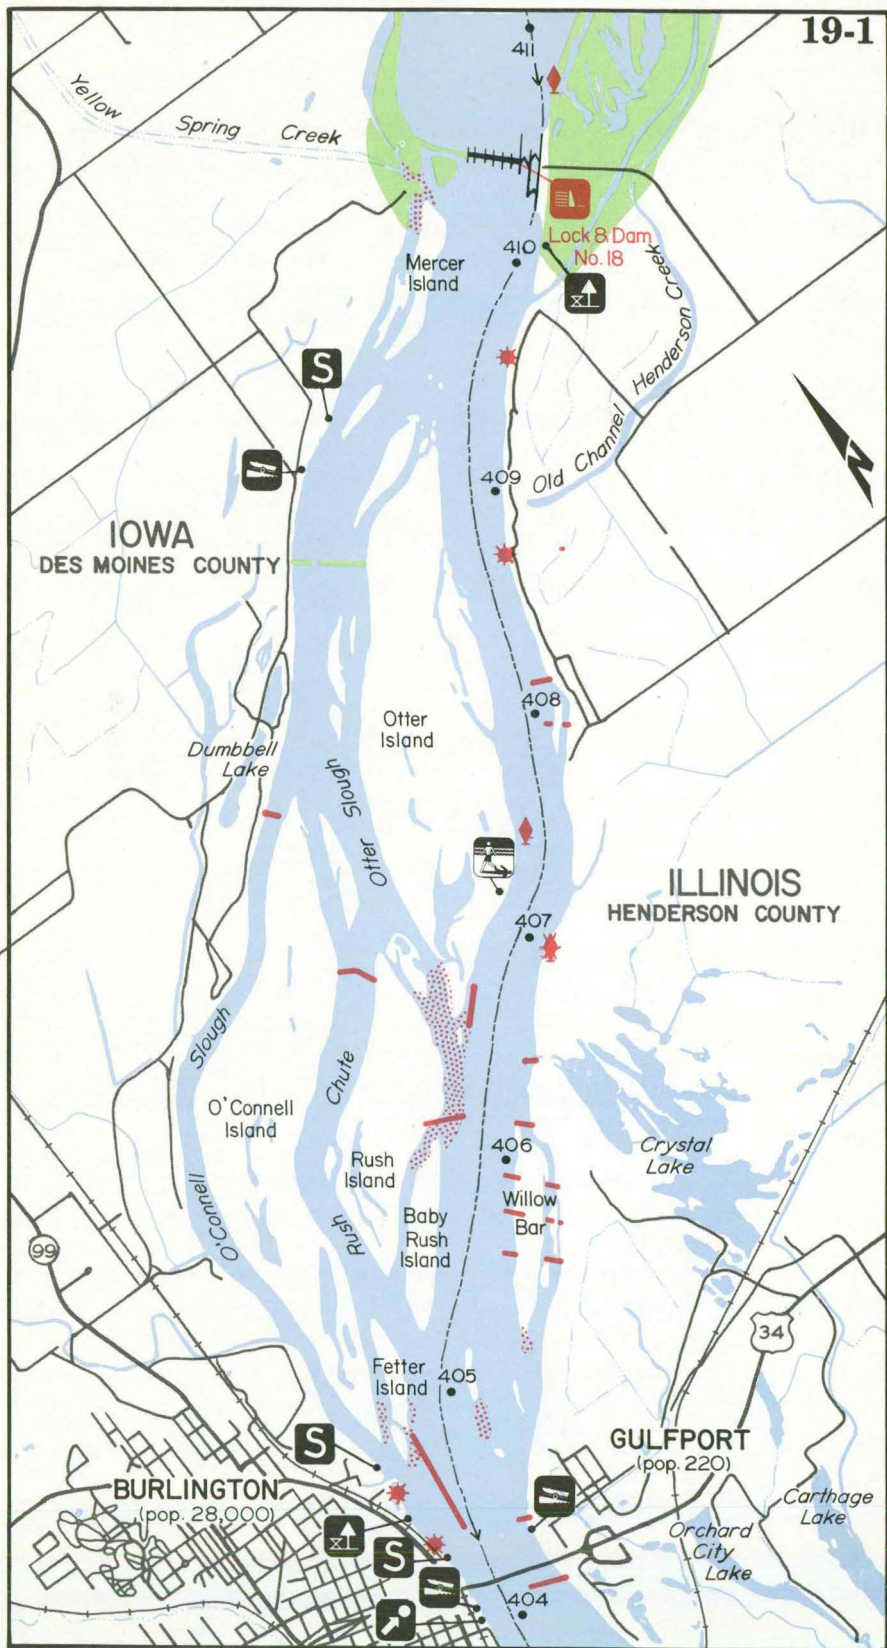 19-1
411
Yellow Spring Creek
Lock & Dam
No. 18
410
Mercer
Island
Old Channel Henderson Creek
S
409
N
IOWA
DES MOINES COUNTY
408
Otter
Island
Dumbbell
Lake
Otter Slough
ILLINOIS
HENDERSON COUNTY
407
O'Connell Slough
Rush Chute
O'Connell
Island
Crystal
Lake
406
Rush
Island
Willow
Bar
Baby
Rush
Island
99
34
405
Fetter
Island
S
GULFPORT
(pop. 220)
BURLINGTON
(pop. 28,000)
Carthage
Lake
Orchard
City
Lake
S
404